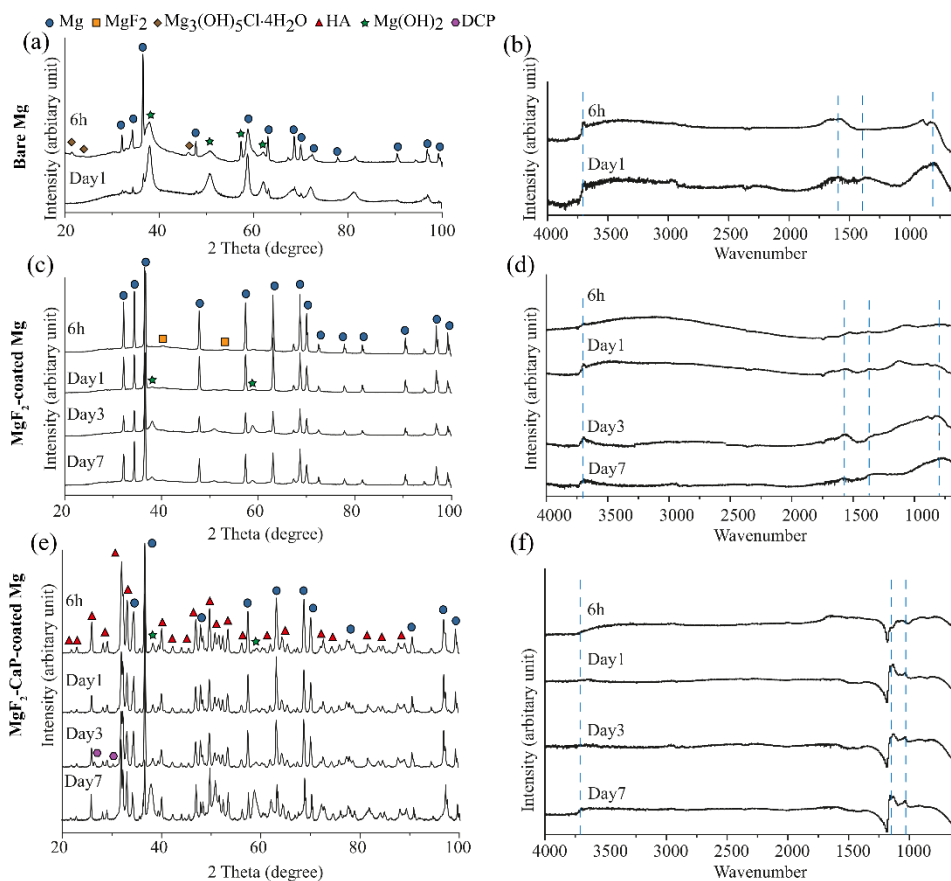 Mg MgF2 Mg3(OH)5Cl·4H2O HA Mg(OH)2 DCP
(a)
Bare Mg
Intensity (arbitary unit)
6h
Day1
20 40 60 80 100
2 Theta (degree)
(b)
Intensity (arbitary unit)
6h
Day1
4000 3500 3000 2500 2000 1500 1000
Wavenumber
(c)
MgF2-coated Mg
Intensity (arbitary unit)
6h
Day1
Day3
Day7
20 40 60 80 100
2 Theta (degree)
(d)
Intensity (arbitary unit)
6h
Day1
Day3
Day7
4000 3500 3000 2500 2000 1500 1000
Wavenumber
(e)
MgF2-CaP-coated Mg
Intensity (arbitary unit)
6h
Day1
Day3
Day7
20 40 60 80 100
2 Theta (degree)
(f)
Intensity (arbitary unit)
6h
Day1
Day3
Day7
4000 3500 3000 2500 2000 1500 1000
Wavenumber